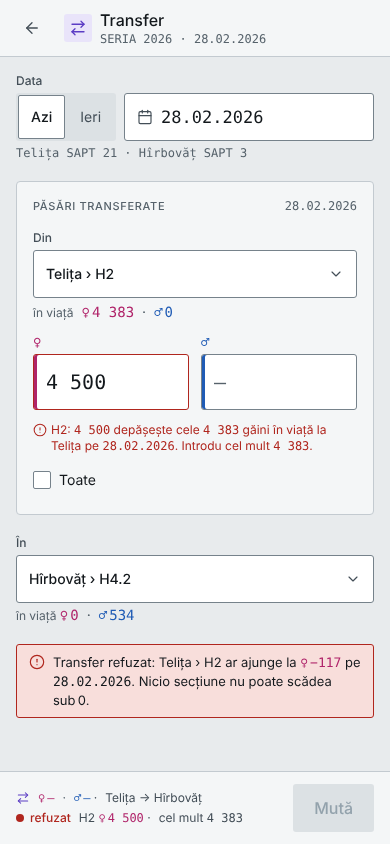 Transfer
SERIA 2026 · 28.02.2026
Data
Azi Ieri 28.02.2026
Telița SAPT 21 · Hîrbovăț SAPT 3
PĂSĂRI TRANSFERATE 28.02.2026
Din
Telița › H2
în viață ♀4 383 · ♂0
♀ ♂
4 500 —
H2: 4 500 depășește cele 4 383 găini în viață la
Telița pe 28.02.2026. Introdu cel mult 4 383.
Toate
În
Hîrbovăț › H4.2
în viață ♀0 · ♂534
Transfer refuzat: Telița › H2 ar ajunge la ♀−117 pe
28.02.2026. Nicio secțiune nu poate scădea
sub 0.
♀— · ♂— · Telița → Hîrbovăț
refuzat H2 ♀4 500 · cel mult 4 383
Mută